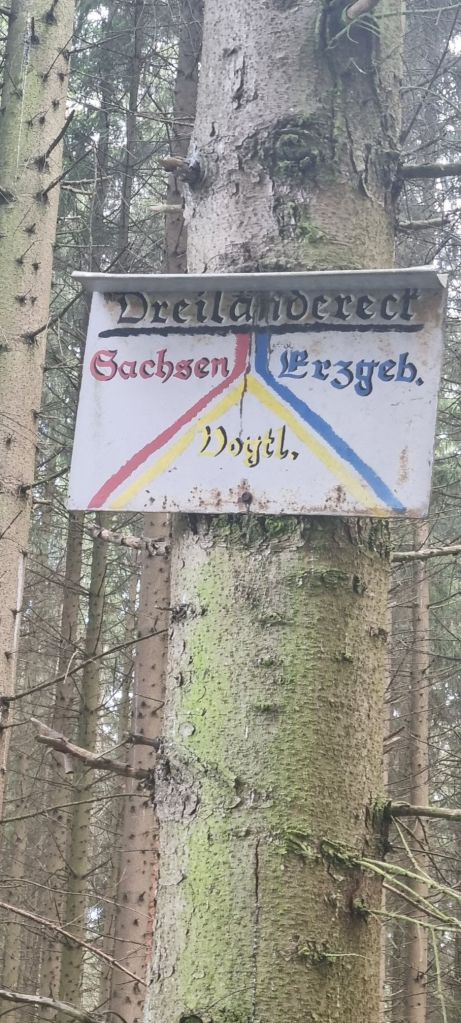 Dreiländereck
Sachsen Erzgeb.
Vogtl.